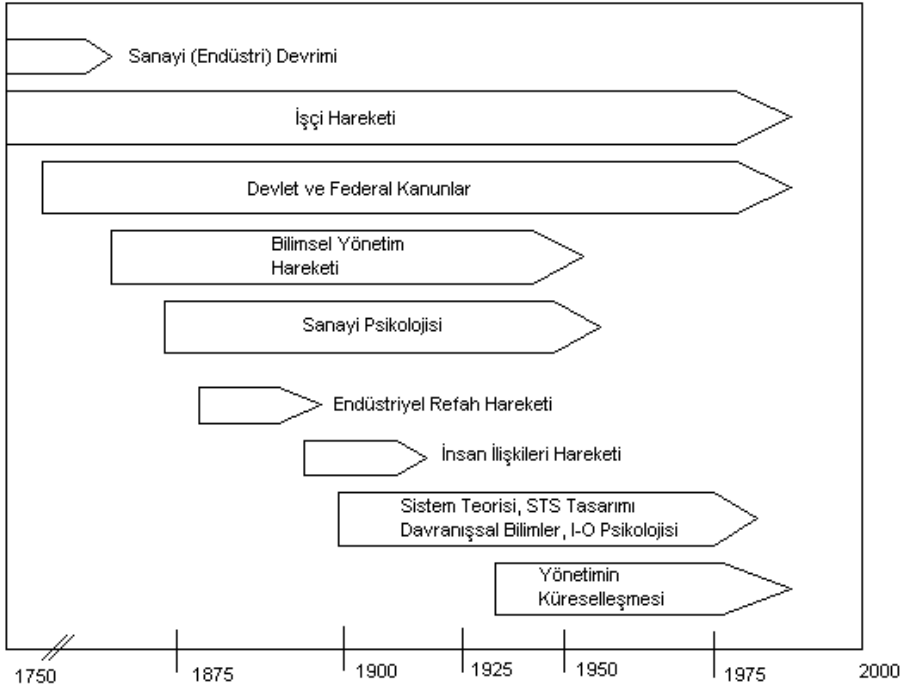 Sanayi (Endüstri) Devrimi
İşçi Hareketi
Devlet ve Federal Kanunlar
Bilimsel Yönetim
Hareketi
Sanayi Psikolojisi
Endüstriyel Refah Hareketi
İnsan İlişkileri Hareketi
Sistem Teorisi, STS Tasarımı
Davranışsal Bilimler, I-O Psikolojisi
Yönetimin
Küreselleşmesi
1750 1875 1900 1925 1950 1975 2000